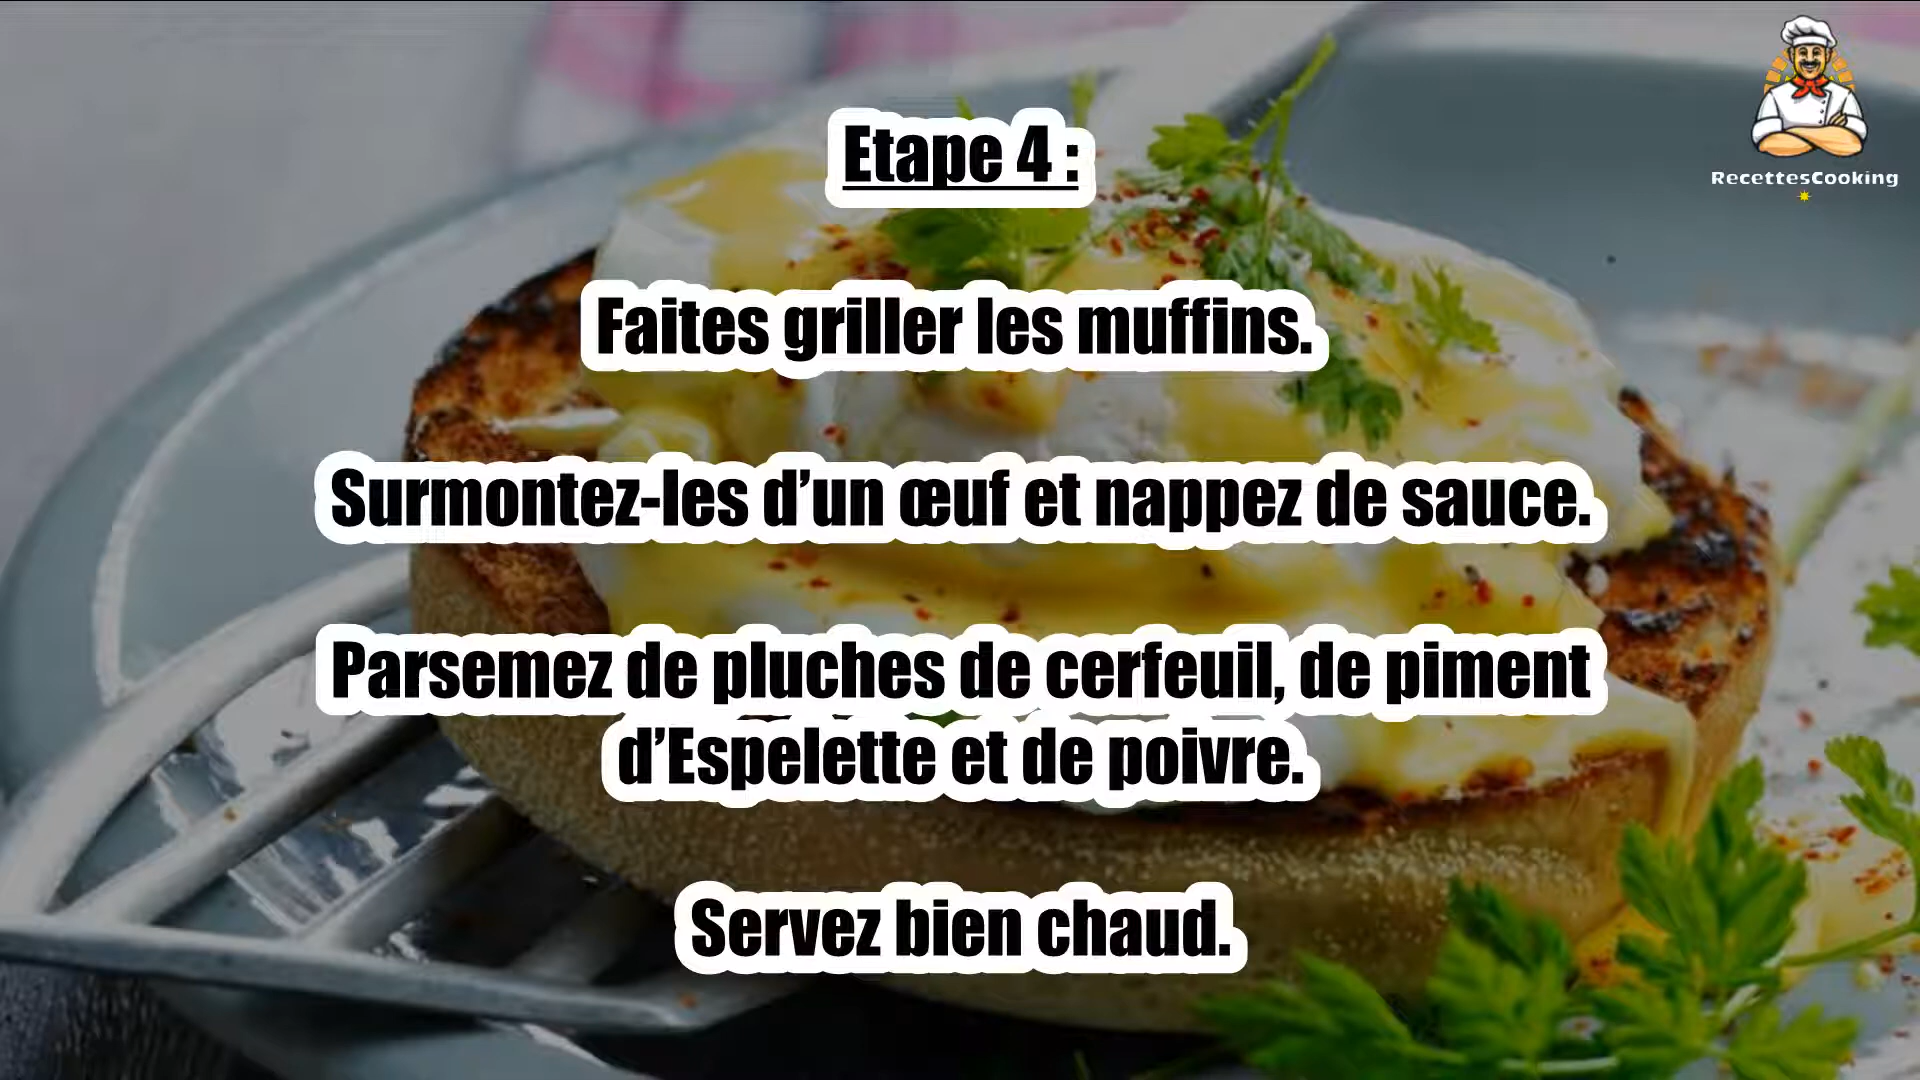 Etape 4 :
RecettesCooking
Faites griller les muffins.
Surmontez-les d’un œuf et nappez de sauce.
Parsemez de pluches de cerfeuil, de piment
d’Espelette et de poivre.
Servez bien chaud.